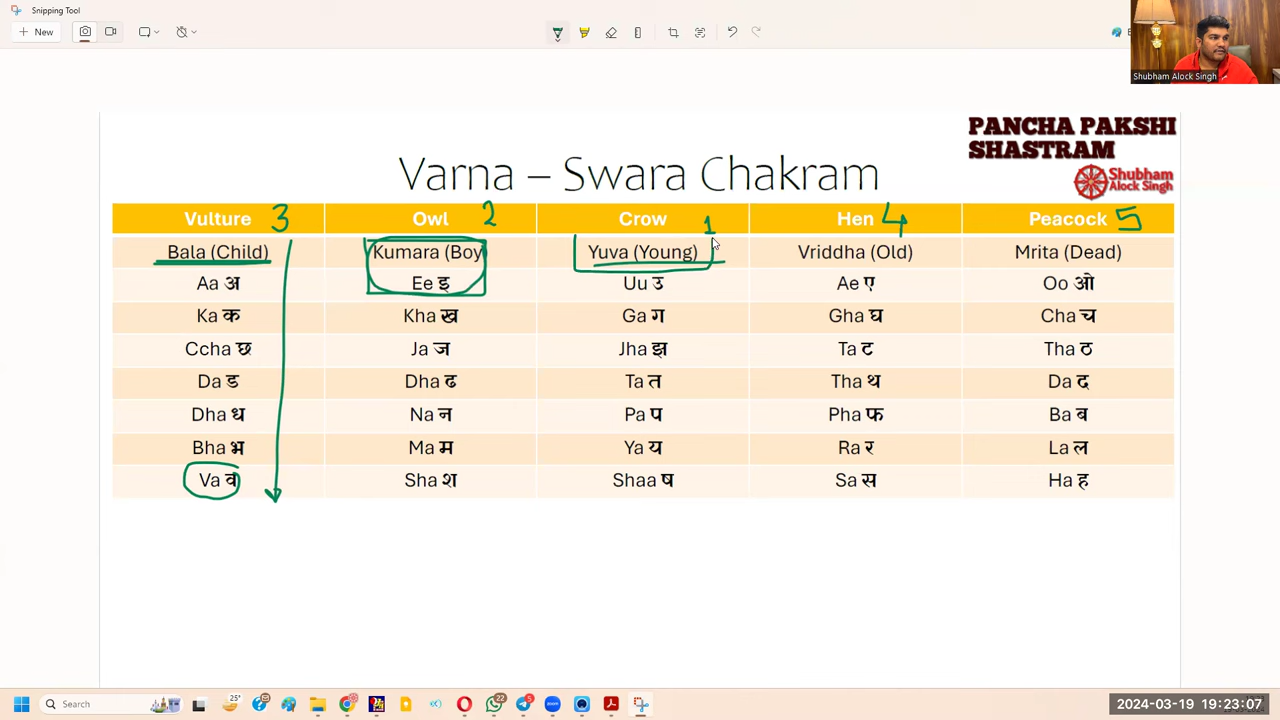 Snipping Tool
New
Shubham Alock Singh
PANCHA PAKSHI
SHASTRAM
Shubham
Alock Singh
Varna – Swara Chakram
Vulture 3 Owl 2 Crow 1 Hen 4 Peacock 5
Bala (Child) Kumara (Boy) Yuva (Young) Vriddha (Old) Mrita (Dead)
Aa अ Ee इ Uu उ Ae ए Oo ओ
Ka क Kha ख Ga ग Gha घ Cha च
Ccha छ Ja ज Jha झ Ta ट Tha ठ
Da ड Dha ढ Ta त Tha थ Da द
Dha ध Na न Pa प Pha फ Ba ब
Bha भ Ma म Ya य Ra र La ल
Va व Sha श Shaa ष Sa स Ha ह
Search 25° 22 5 2024-03-19 19:23:07